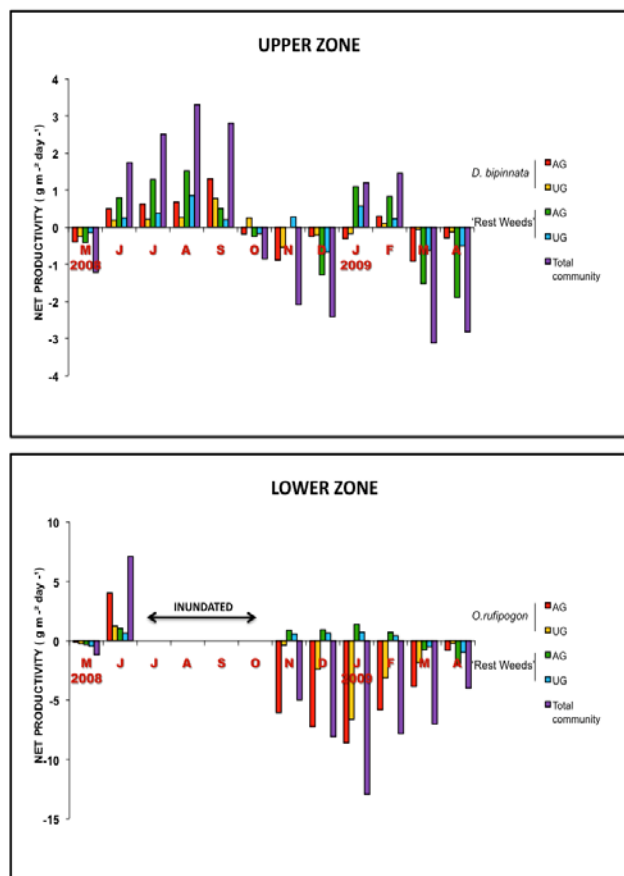 UPPER ZONE
NET PRODUCTIVITY ( g m -² day -¹)
4
3
2
1
0
-1
-2
-3
-4
M J J A S O N D J F M A
2008 2009
D. bipinnata
AG
UG
'Rest Weeds'
AG
UG
Total community
LOWER ZONE
NET PRODUCTIVITY ( g m -² day -¹)
10
5
0
-5
-10
-15
INUNDATED
M J J A S O N D J F M A
2008 2009
O.rufipogon
AG
UG
'Rest Weeds'
AG
UG
Total community